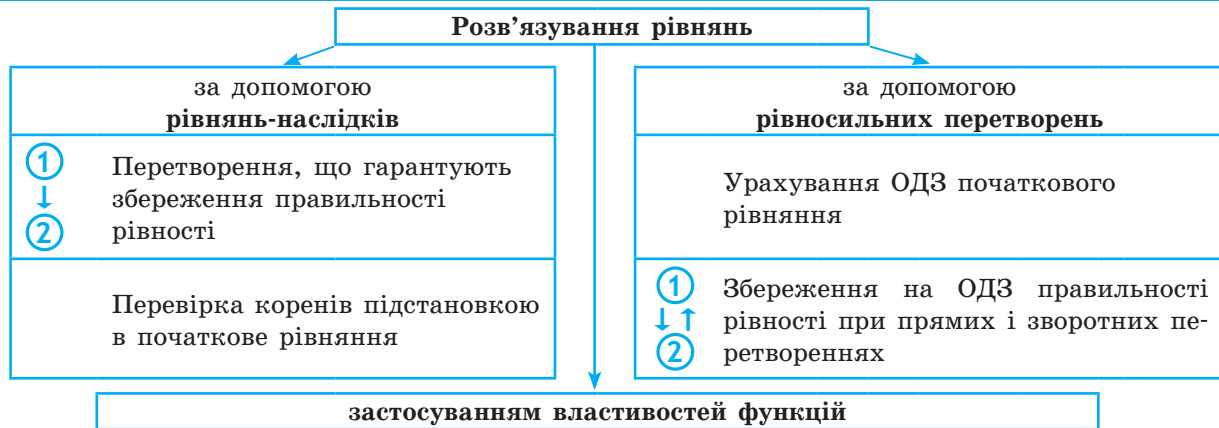 Розв’язування рівнянь
за допомогою
рівнянь-наслідків
1
2
Перетворення, що гарантують
збереження правильності
рівності
Перевірка коренів підстановкою
в початкове рівняння
за допомогою
рівносильних перетворень
Урахування ОДЗ початкового
рівняння
1
2
Збереження на ОДЗ правильності
рівності при прямих і зворотних пе-
ретвореннях
застосуванням властивостей функцій